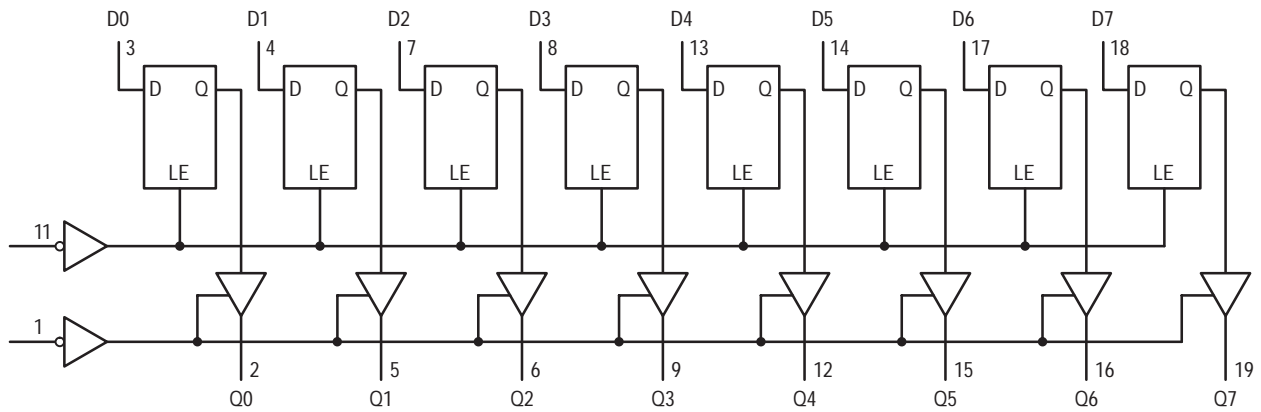 D0 D1 D2 D3 D4 D5 D6 D7
3 4 7 8 13 14 17 18
D Q D Q D Q D Q D Q D Q D Q D Q
LE LE LE LE LE LE LE LE
11
1
2 5 6 9 12 15 16 19
Q0 Q1 Q2 Q3 Q4 Q5 Q6 Q7